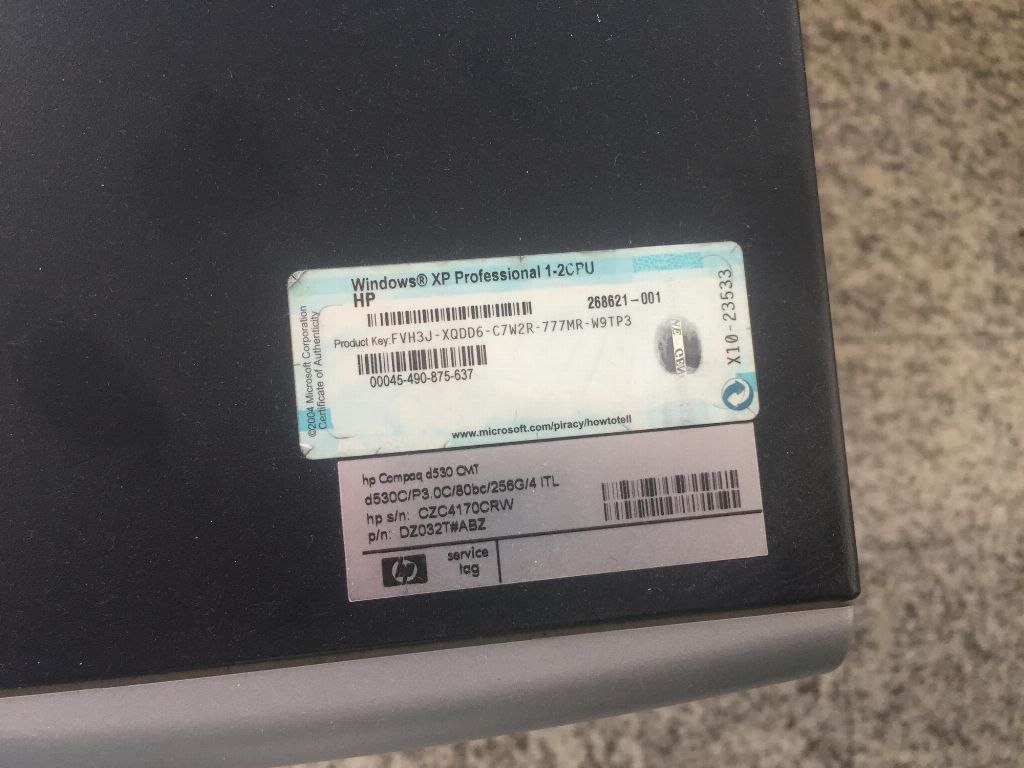 Windows® XP Professional 1-2CPU
HP
268621-001
Product Key:FVH3J-XQDD6-C7W2R-777MR-W9TP3
00045-490-875-637
www.microsoft.com/piracy/howtotell
©2004 Microsoft Corporation
Certificate of Authenticity
X10-23533
hp Compaq d530 CMT
d530C/P3.0C/80bc/256G/4 ITL
hp s/n: CZC4170CRW
p/n: DZ032T#ABZ
hp
service
tag